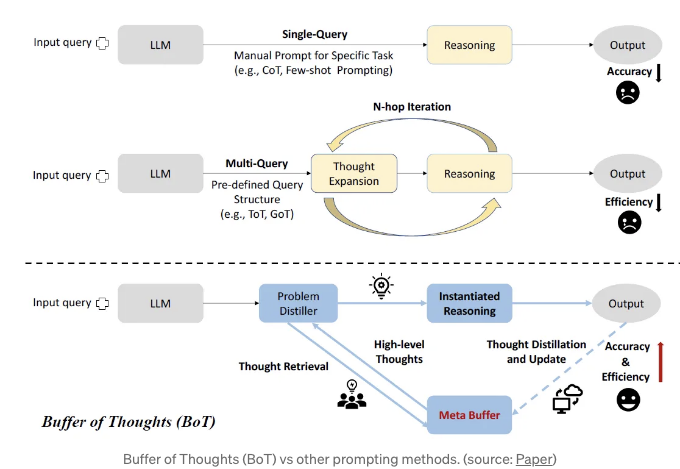 Single-Query
Input query
LLM
Reasoning
Output
Manual Prompt for Specific Task
(e.g., CoT, Few-shot Prompting)
Accuracy
N-hop Iteration
Input query
LLM
Multi-Query
Pre-defined Query
Structure
(e.g., ToT, GoT)
Thought
Expansion
Reasoning
Output
Efficiency
Input query
LLM
Problem
Distiller
Instantiated
Reasoning
Output
Thought Retrieval
High-level
Thoughts
Thought Distillation
and Update
Accuracy
&
Efficiency
Meta Buffer
Buffer of Thoughts (BoT)
Buffer of Thoughts (BoT) vs other prompting methods. (source: Paper)